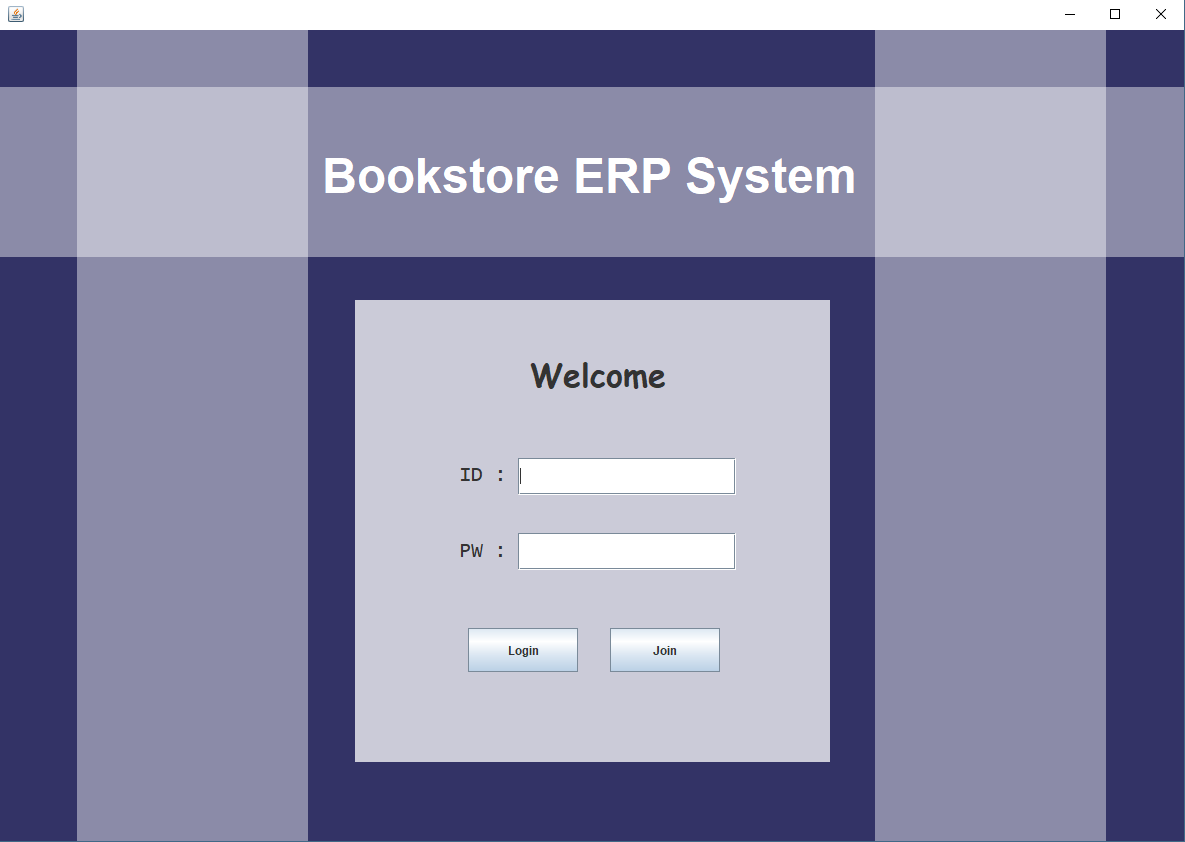 Bookstore ERP System
Welcome
ID :
PW :
Login Join